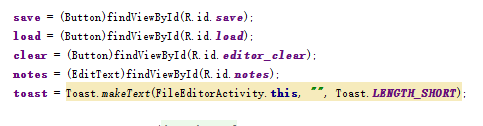 save = (Button)findViewById(R.id.save);
load = (Button)findViewById(R.id.load);
clear = (Button)findViewById(R.id.editor_clear);
notes = (EditText)findViewById(R.id.notes);
toast = Toast.makeText(FileEditorActivity.this, "", Toast.LENGTH_SHORT);